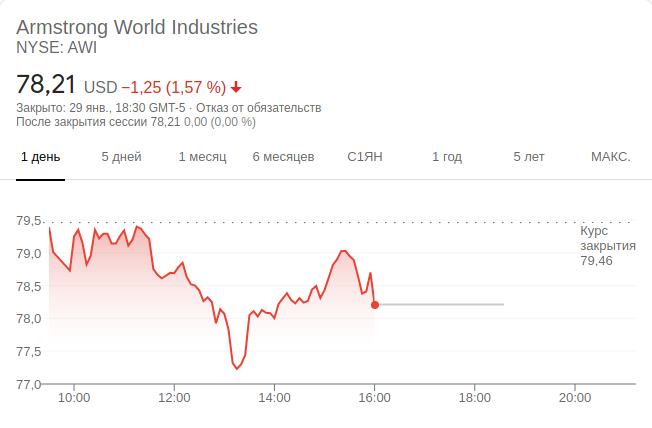 Armstrong World Industries
NYSE: AWI
78,21 USD −1,25 (1,57 %)
Закрыто: 29 янв., 18:30 GMT-5 · Отказ от обязательств
После закрытия сессии 78,21 0,00 (0,00 %)
1 день 5 дней 1 месяц 6 месяцев С1ЯН 1 год 5 лет МАКС.
79,5
Курс
закрытия
79,46
79,0
78,5
78,0
77,5
77,0
10:00 12:00 14:00 16:00 18:00 20:00